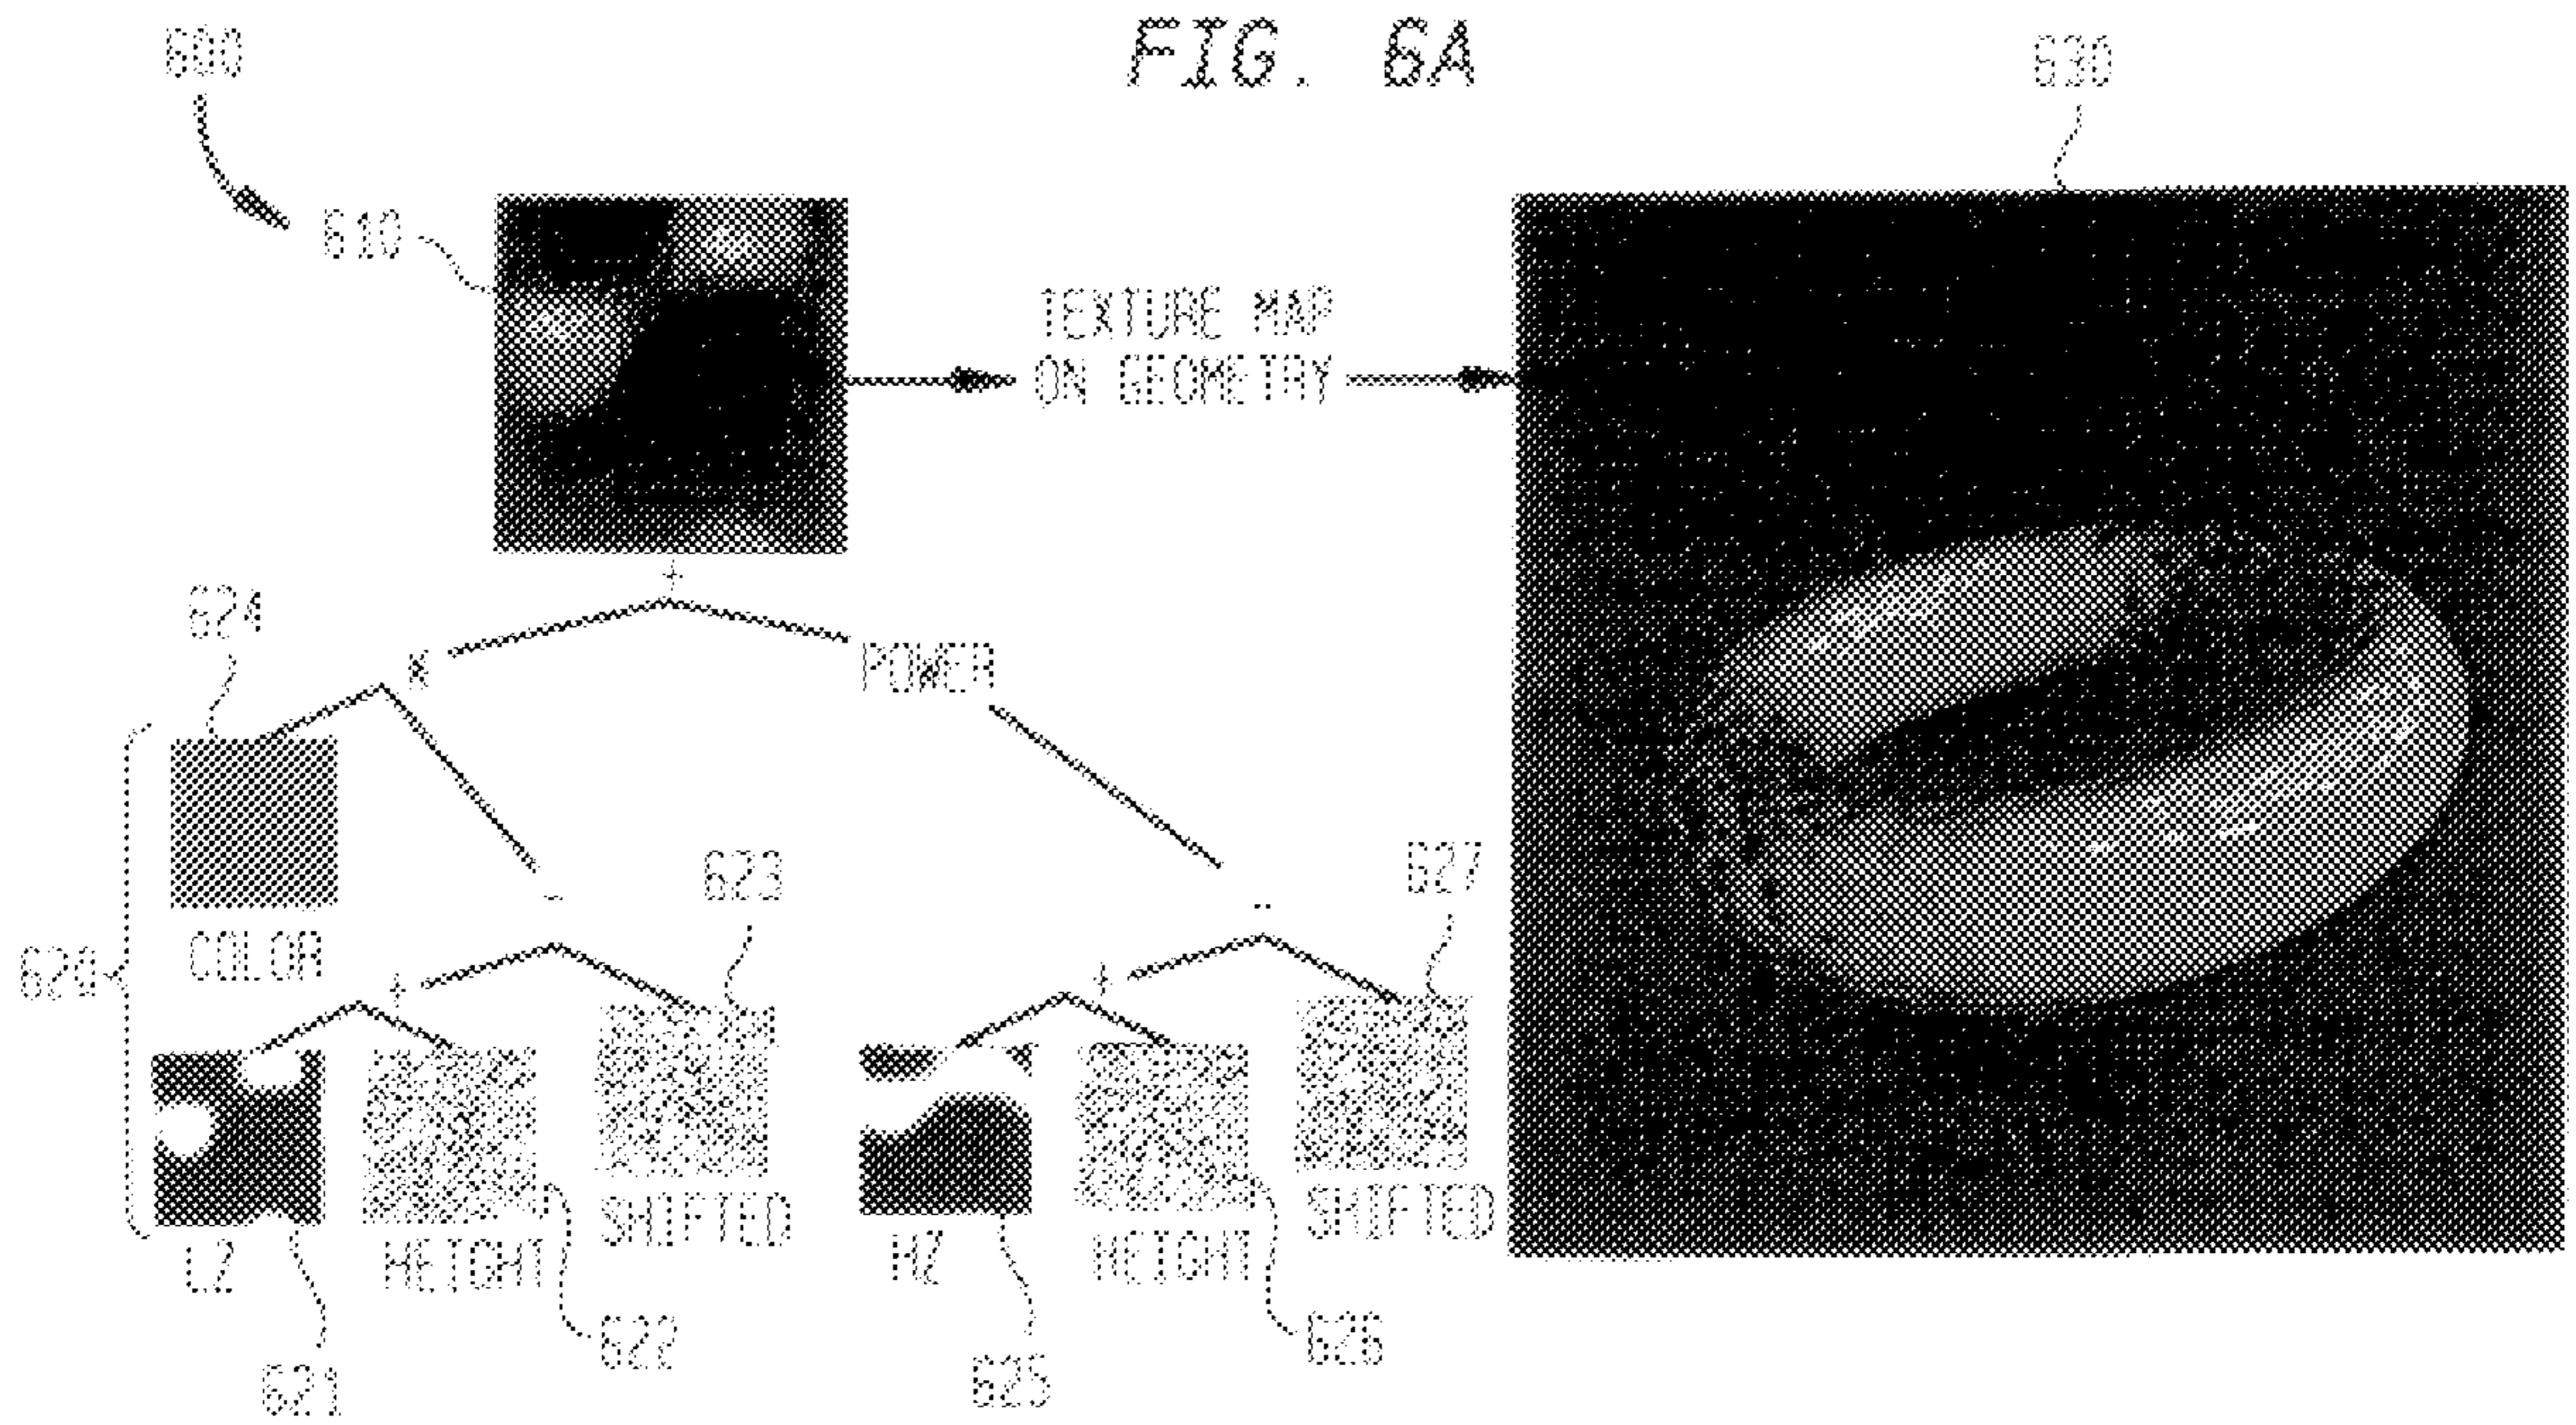 FIG. 6A
600
630
610
TEXTURE MAP
ON GEOMETRY
+
624
*
POWER
623
627
-
-
COLOR
620
+
+
SHIFTED
SHIFTED
LZ
HEIGHT
HZ
HEIGHT
622
626
621
625